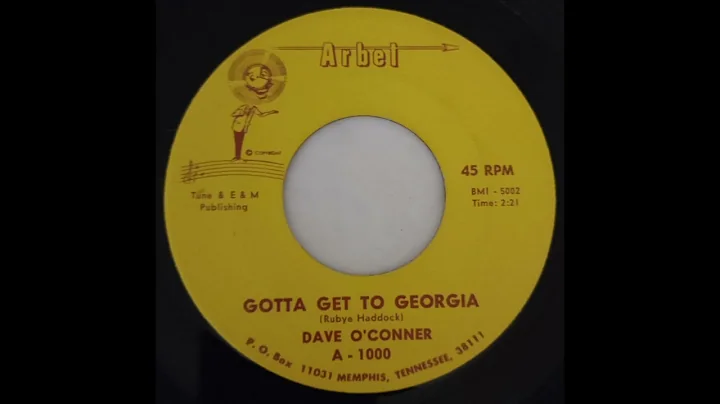 Arbet
© COPYRIGHT
45 RPM
BMI - 5002
Time: 2:21
Tune & E & M
Publishing
GOTTA GET TO GEORGIA
(Rubye Haddock)
DAVE O'CONNER
A - 1000
P. O. Box 11031 MEMPHIS, TENNESSEE, 38111